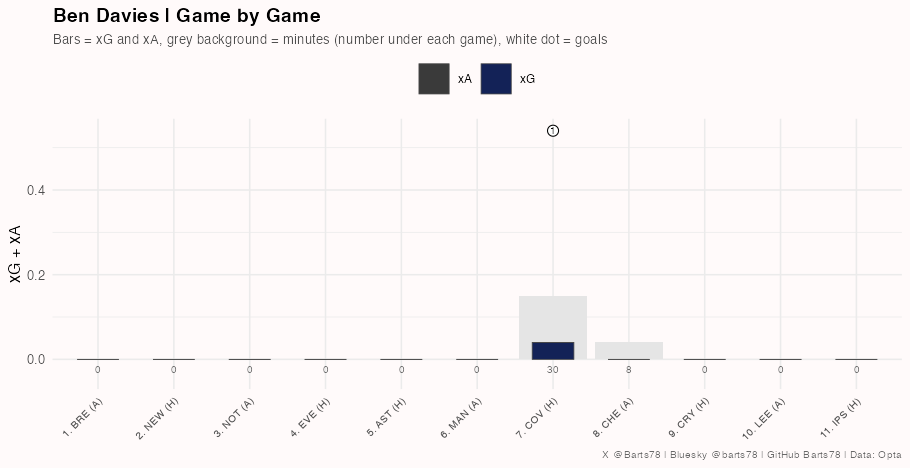 Ben Davies | Game by Game
Bars = xG and xA, grey background = minutes (number under each game), white dot = goals
xA xG
1
xG + xA
0.4
0.2
0.0
0 0 0 0 0 0 30 8 0 0 0
1. BRE (A) 2. NEW (H) 3. NOT (A) 4. EVE (H) 5. AST (H) 6. MAN (A) 7. COV (H) 8. CHE (A) 9. CRY (H) 10. LEE (A) 11. IPS (H)
X @Barts78 | Bluesky @barts78 | GitHub Barts78 | Data: Opta